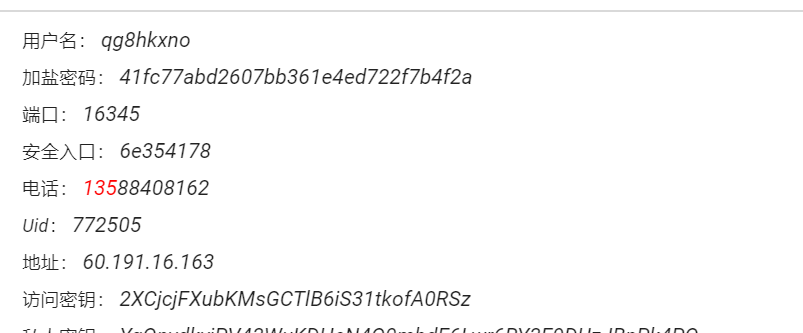 用户名： qg8hkxno
加盐密码： 41fc77abd2607bb361e4ed722f7b4f2a
端口： 16345
安全入口： 6e354178
电话： 13588408162
Uid： 772505
地址： 60.191.16.163
访问密钥： 2XCjcjFXubKMsGCTlB6iS31tkofA0RSz